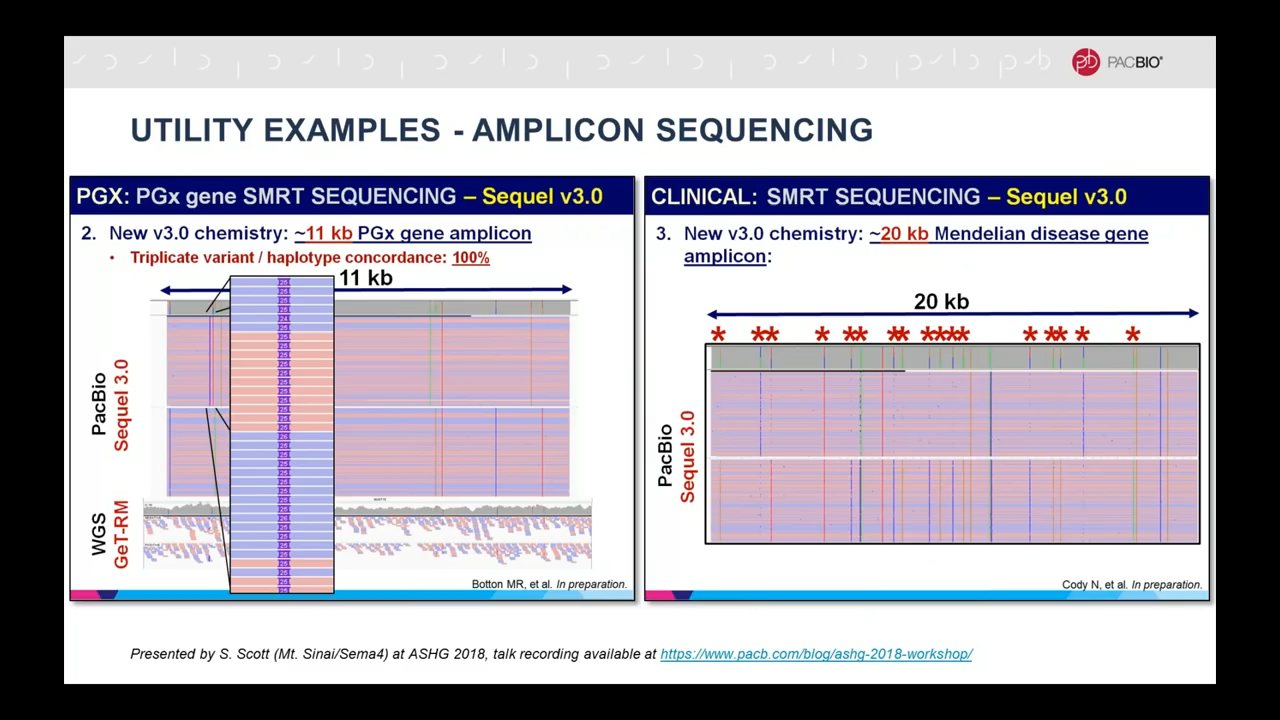 PACBIO®
UTILITY EXAMPLES - AMPLICON SEQUENCING
PGX: PGx gene SMRT SEQUENCING – Sequel v3.0
2. New v3.0 chemistry: ~11 kb PGx gene amplicon
• Triplicate variant / haplotype concordance: 100%
11 kb
PacBio
Sequel 3.0
WGS
GeT-RM
Botton MR, et al. In preparation.
CLINICAL: SMRT SEQUENCING – Sequel v3.0
3. New v3.0 chemistry: ~20 kb Mendelian disease gene
amplicon:
20 kb
* ** * ** ** **** * ** * *
PacBio
Sequel 3.0
Cody N, et al. In preparation.
Presented by S. Scott (Mt. Sinai/Sema4) at ASHG 2018, talk recording available at https://www.pacb.com/blog/ashg-2018-workshop/